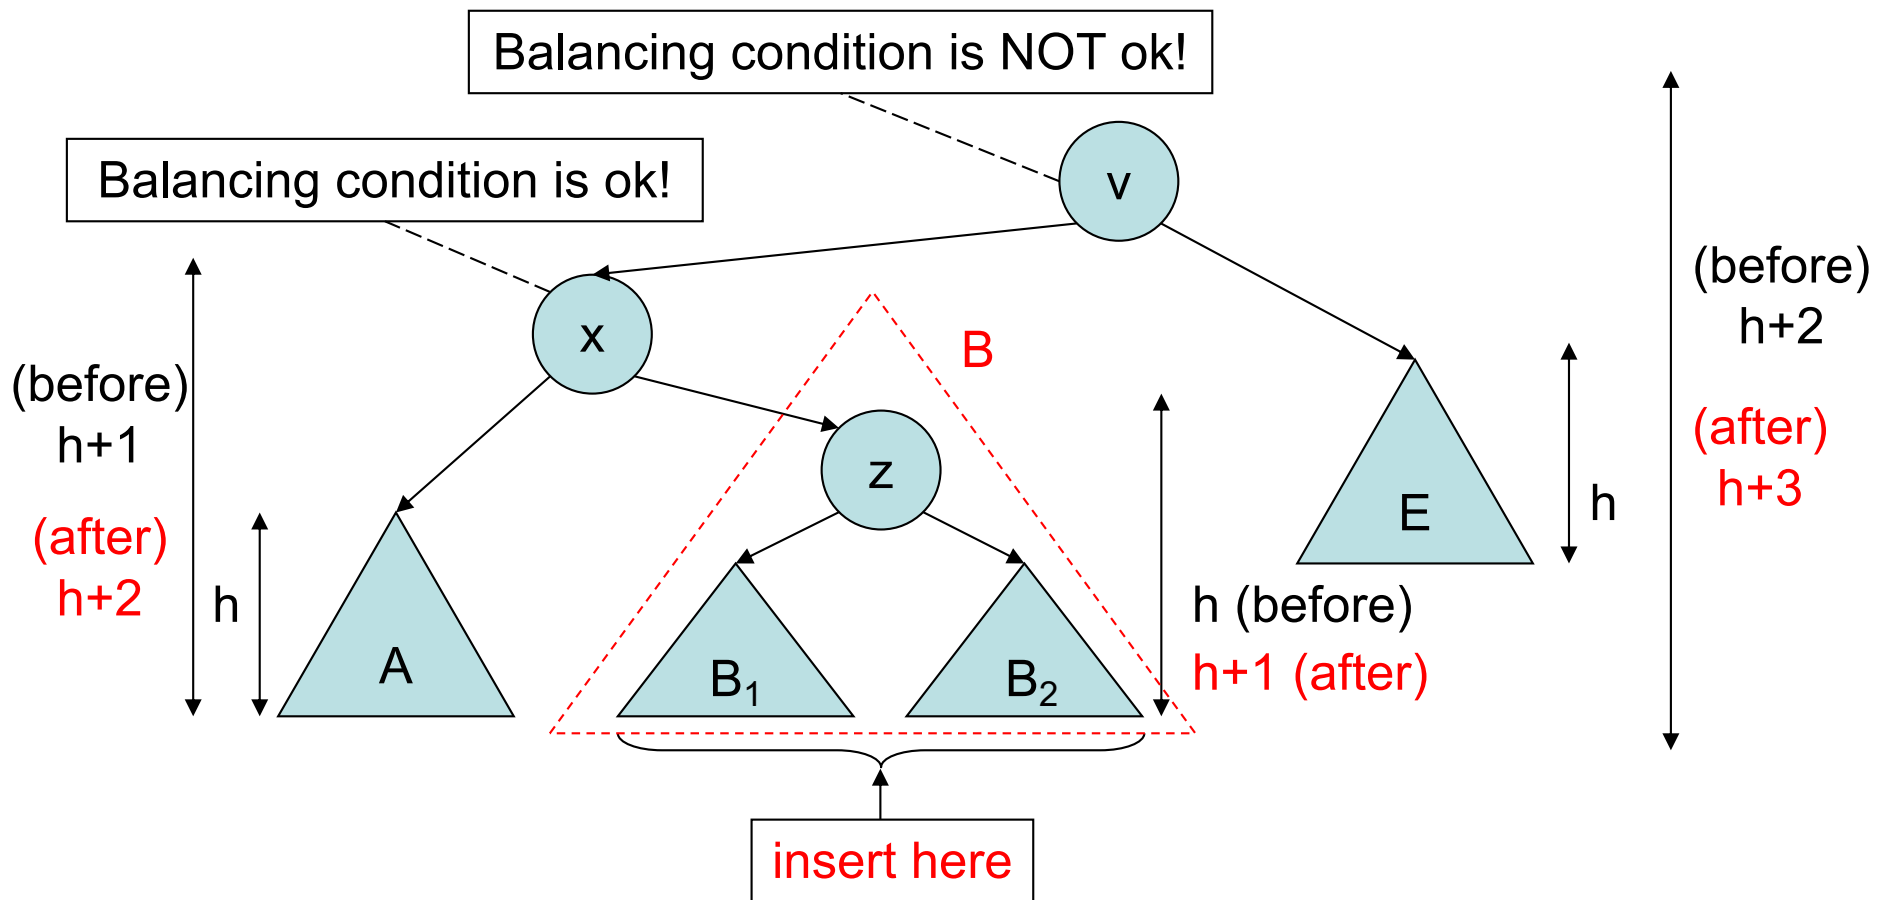 Balancing condition is NOT ok!
Balancing condition is ok!
v
x
B
z
(before)
h+2
(after)
h+3
(before)
h+1
(after)
h+2
h
A
B₁
B₂
h (before)
h+1 (after)
E
h
insert here